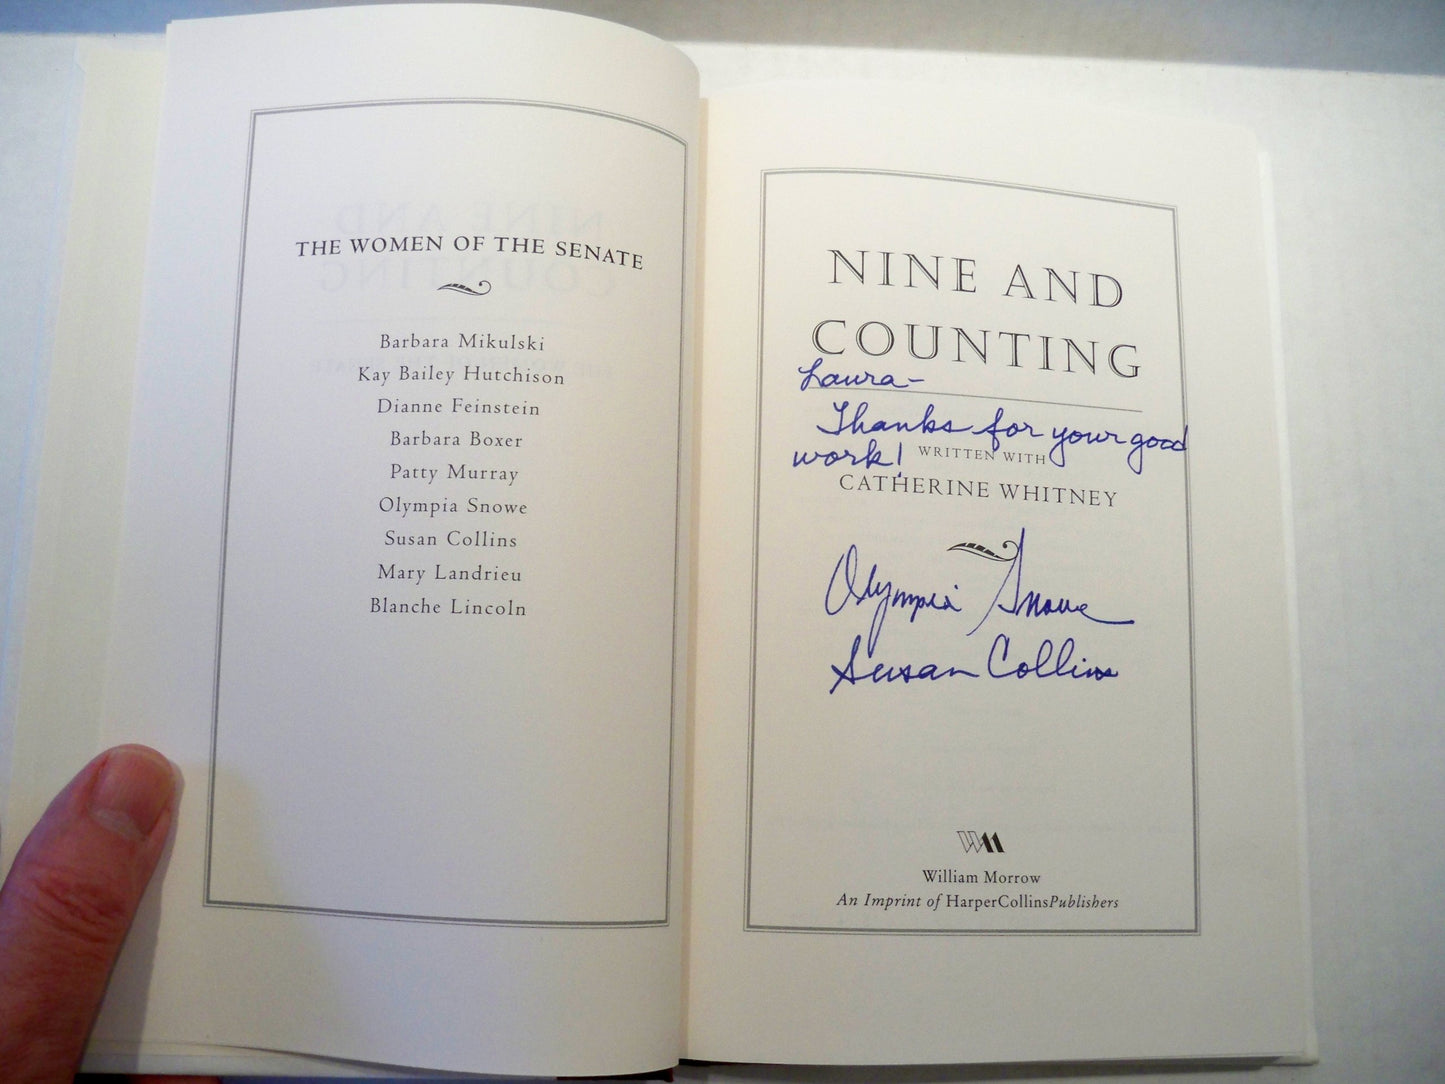 THE WOMEN OF THE SENATE
Barbara Mikulski
Kay Bailey Hutchison
Dianne Feinstein
Barbara Boxer
Patty Murray
Olympia Snowe
Susan Collins
Mary Landrieu
Blanche Lincoln
NINE AND
COUNTING
Laura-
Thanks for your good
work!
WRITTEN WITH
CATHERINE WHITNEY
Olympia Snowe
Susan Collins
WM
William Morrow
An Imprint of HarperCollinsPublishers